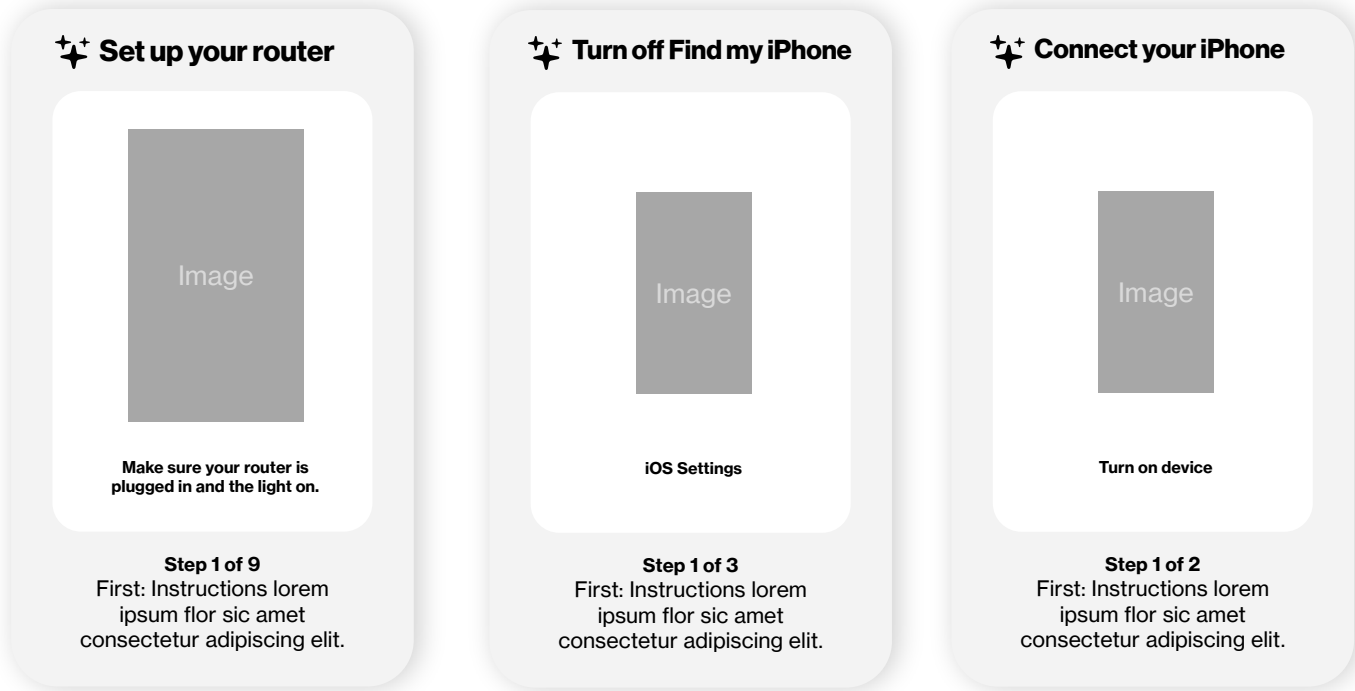 Set up your router
Image
Make sure your router is
plugged in and the light on.
Step 1 of 9
First: Instructions lorem
ipsum flor sic amet
consectetur adipiscing elit.
Turn off Find my iPhone
Image
iOS Settings
Step 1 of 3
First: Instructions lorem
ipsum flor sic amet
consectetur adipiscing elit.
Connect your iPhone
Image
Turn on device
Step 1 of 2
First: Instructions lorem
ipsum flor sic amet
consectetur adipiscing elit.